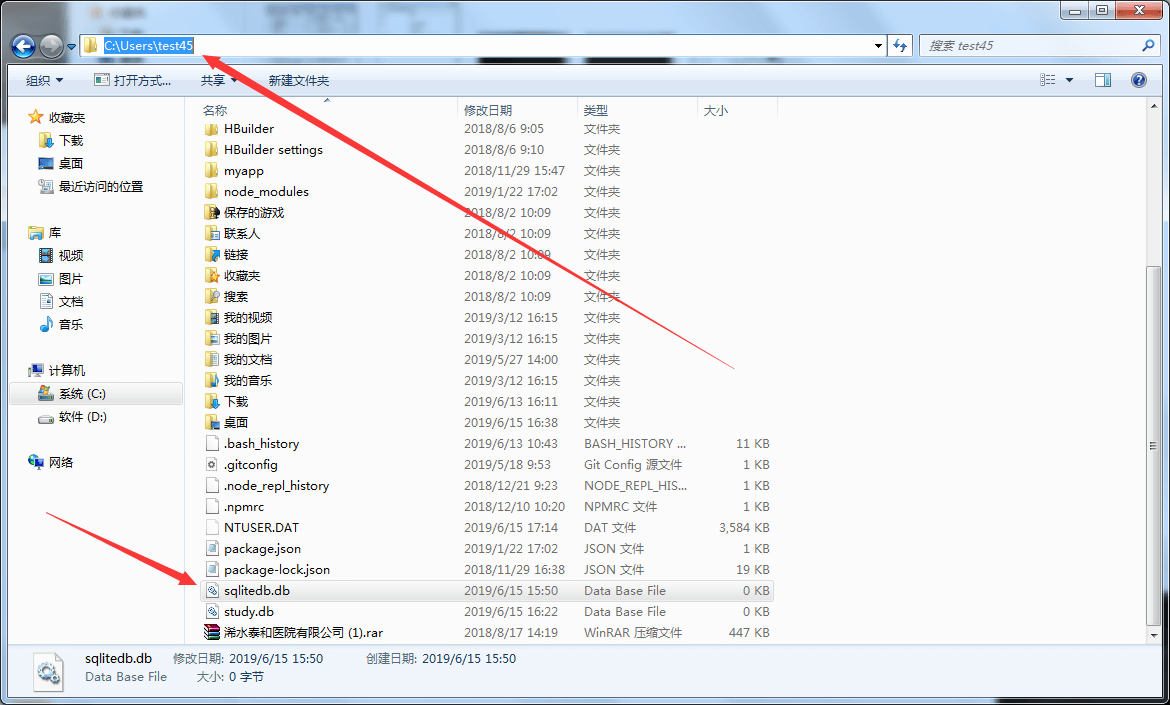 C:\Users\test45
搜索 test45
组织 打开方式... 共享 新建文件夹
收藏夹
下载
桌面
最近访问的位置
库
视频
图片
文档
音乐
计算机
系统 (C:)
软件 (D:)
网络
名称 修改日期 类型 大小
HBuilder 2018/8/6 9:05 文件夹
HBuilder settings 2018/8/6 9:10 文件夹
myapp 2018/11/29 15:47 文件夹
node_modules 2019/1/22 17:02 文件夹
保存的游戏 2018/8/2 10:09 文件夹
联系人 2018/8/2 10:09 文件夹
链接 2018/8/2 10:09 文件夹
收藏夹 2018/8/2 10:09 文件夹
搜索 2018/8/2 10:09 文件夹
我的视频 2019/3/12 16:15 文件夹
我的图片 2019/3/12 16:15 文件夹
我的文档 2019/5/27 14:00 文件夹
我的音乐 2019/3/12 16:15 文件夹
下载 2019/6/13 16:11 文件夹
桌面 2019/6/15 16:38 文件夹
.bash_history 2019/6/13 10:43 BASH_HISTORY ... 11 KB
.gitconfig 2019/5/18 9:53 Git Config 源文件 1 KB
.node_repl_history 2018/12/21 9:23 NODE_REPL_HIS... 1 KB
.npmrc 2018/12/10 10:20 NPMRC 文件 1 KB
NTUSER.DAT 2019/6/15 17:14 DAT 文件 3,584 KB
package.json 2019/1/22 17:02 JSON 文件 1 KB
package-lock.json 2018/11/29 16:38 JSON 文件 19 KB
sqlitedb.db 2019/6/15 15:50 Data Base File 0 KB
study.db 2019/6/15 16:22 Data Base File 0 KB
浠水泰和医院有限公司 (1).rar 2018/8/17 14:19 WinRAR 压缩文件 447 KB
sqlitedb.db 修改日期: 2019/6/15 15:50 创建日期: 2019/6/15 15:50
Data Base File 大小: 0 字节